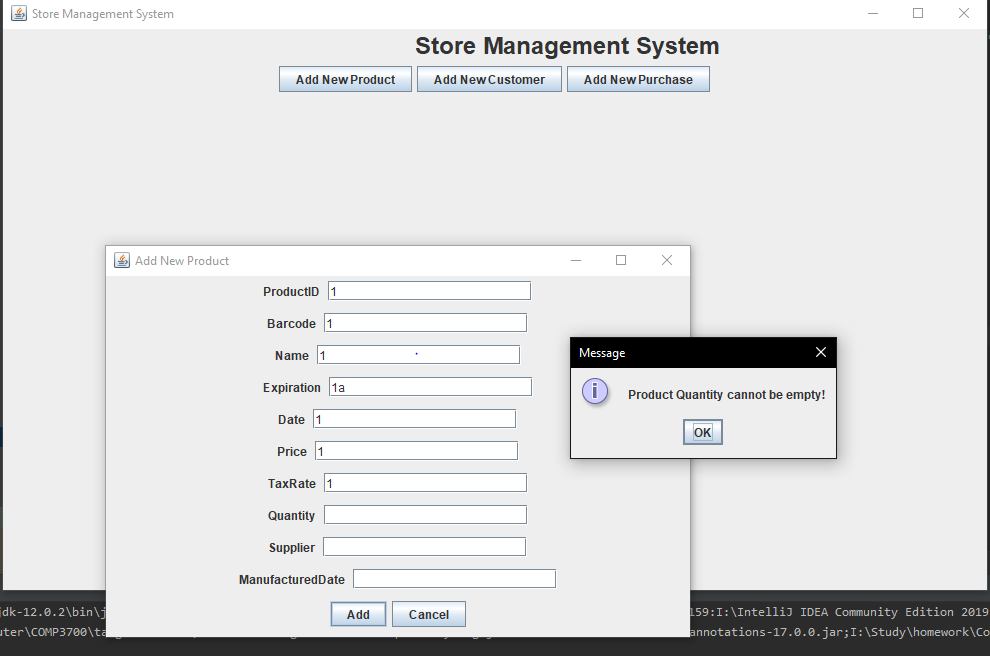 Store Management System
Store Management System
Add New Product Add New Customer Add New Purchase
Add New Product
ProductID 1
Barcode 1
Name 1
Expiration 1a
Date 1
Price 1
TaxRate 1
Quantity
Supplier
ManufacturedDate
Add Cancel
Message
Product Quantity cannot be empty!
OK
jdk-12.0.2\bin\j
159:I:\IntelliJ IDEA Community Edition 2019
uter\COMP3700\ta
annotations-17.0.0.jar;I:\Study\homework\Co